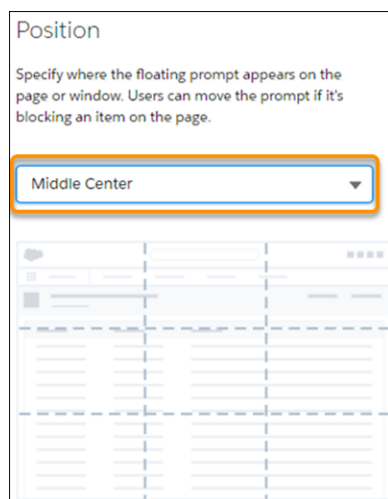 Position
Specify where the floating prompt appears on the
page or window. Users can move the prompt if it's
blocking an item on the page.
Middle Center